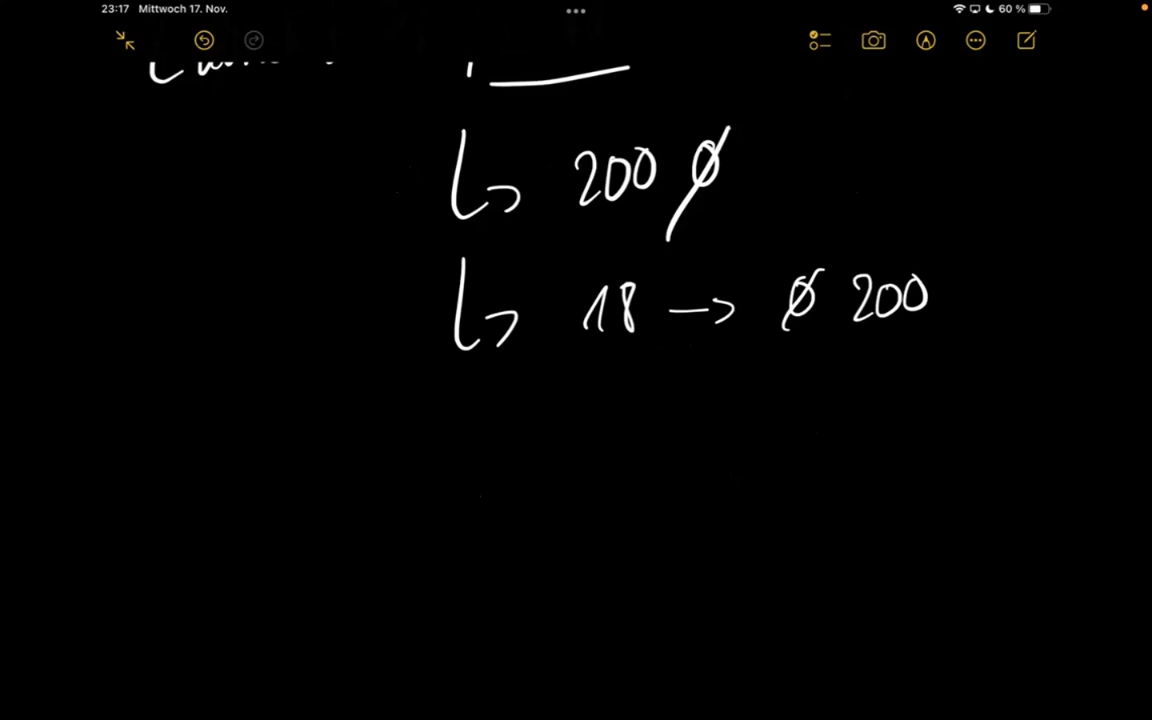 23:17 Mittwoch 17. Nov. 60 %
↳ 200 ø
↳ 18 → ø 200